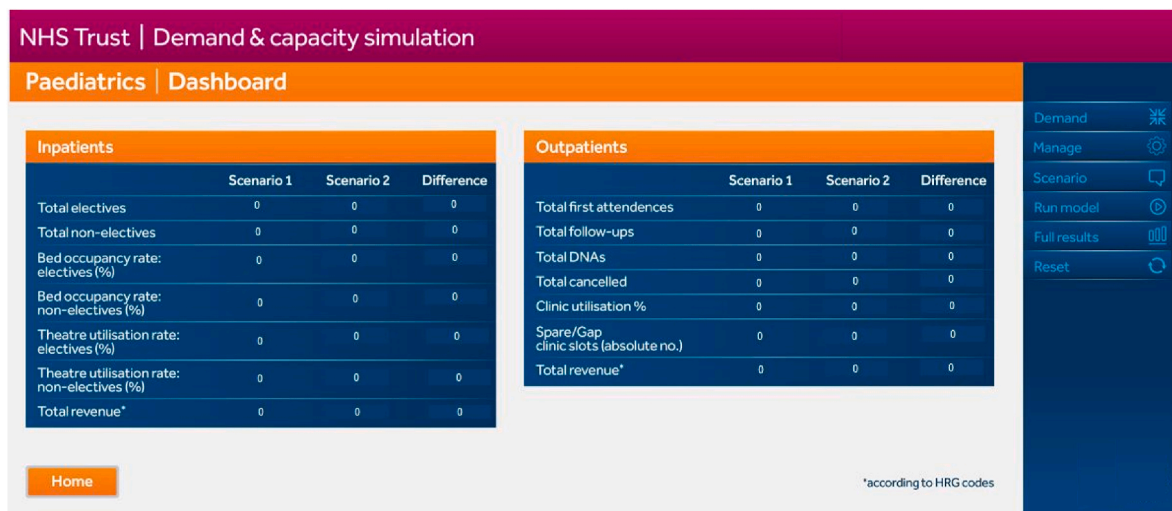 NHS Trust | Demand & capacity simulation
Paediatrics | Dashboard
Inpatients
Scenario 1 Scenario 2 Difference
Total electives 0 0 0
Total non-electives 0 0 0
Bed occupancy rate:
electives (%) 0 0 0
Bed occupancy rate:
non-electives (%) 0 0 0
Theatre utilisation rate:
electives (%) 0 0 0
Theatre utilisation rate:
non-electives (%) 0 0 0
Total revenue* 0 0 0
Outpatients
Scenario 1 Scenario 2 Difference
Total first attendences 0 0 0
Total follow-ups 0 0 0
Total DNAs 0 0 0
Total cancelled 0 0 0
Clinic utilisation % 0 0 0
Spare/Gap
clinic slots (absolute no.) 0 0 0
Total revenue* 0 0 0
Demand
Manage
Scenario
Run model
Full results
Reset
Home
*according to HRG codes